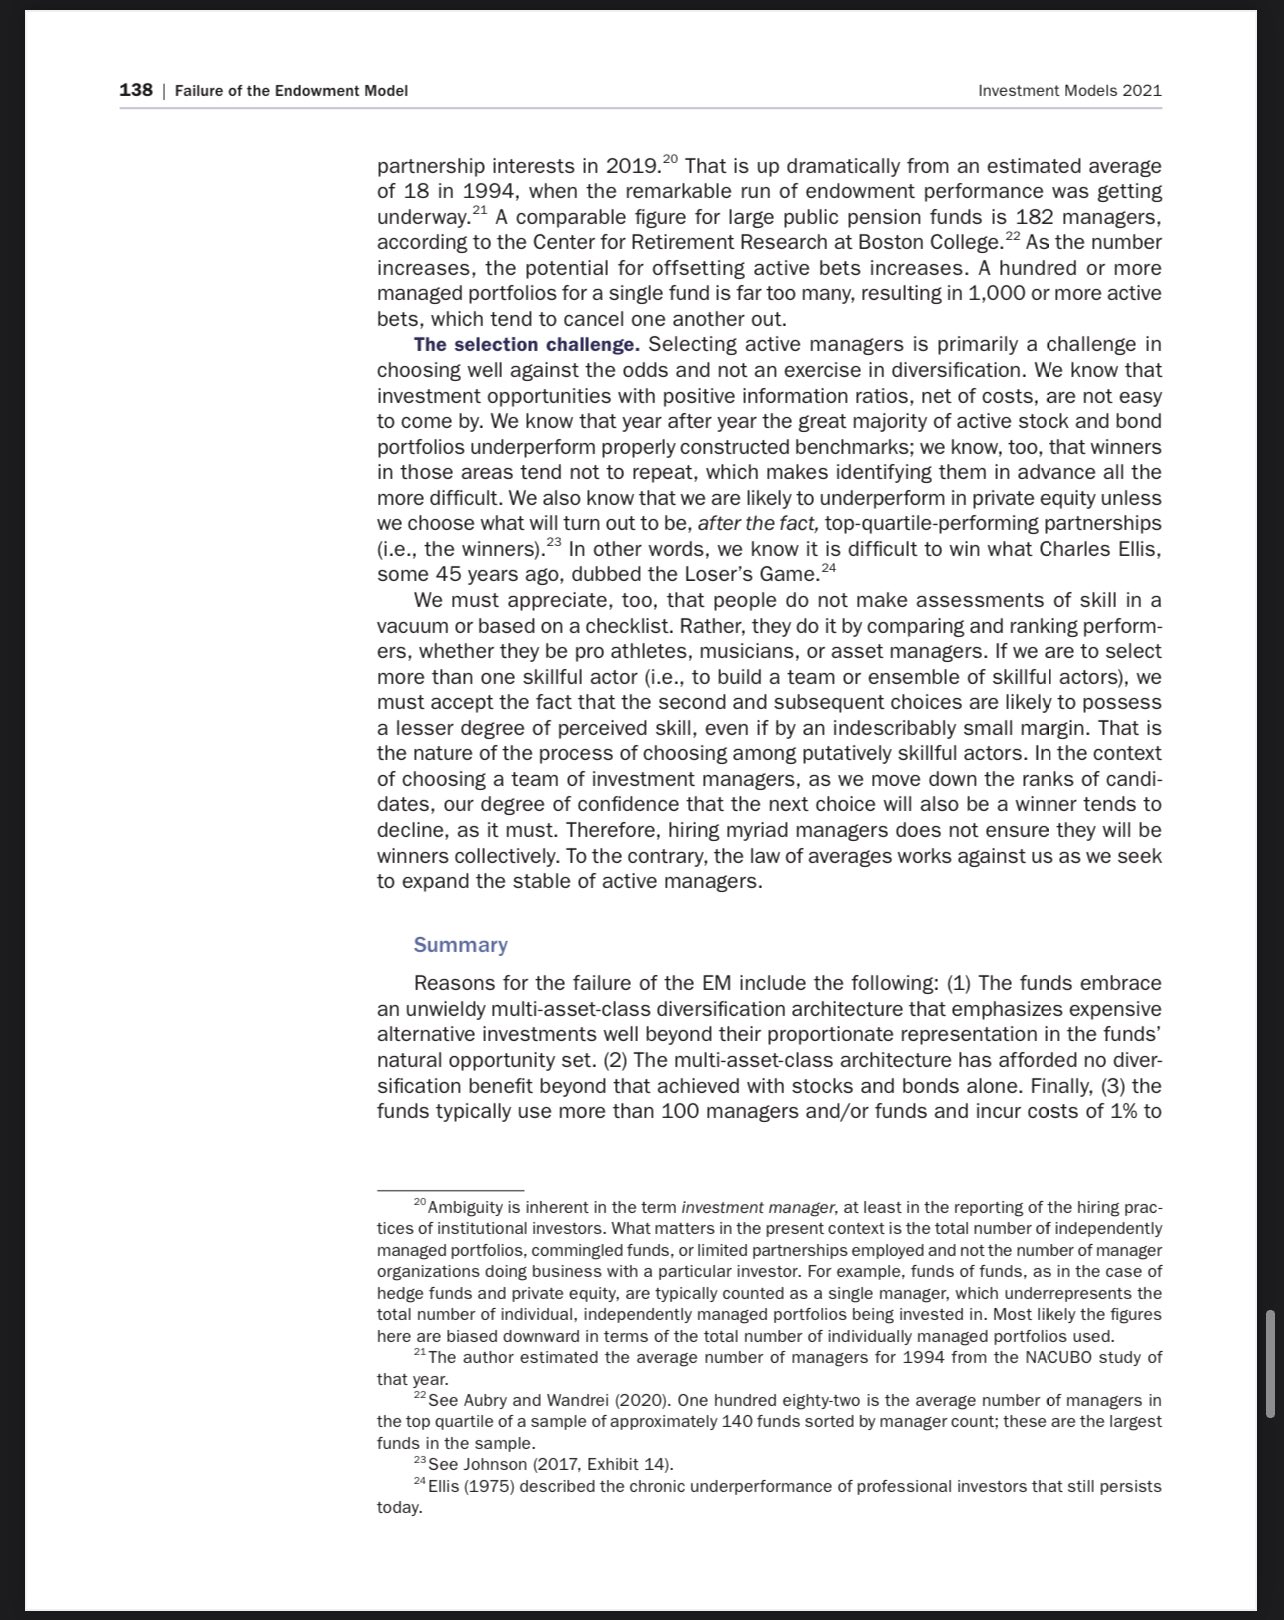 138 | Failure of the Endowment Model
Investment Models 2021
partnership interests in 2019.20 That is up dramatically from an estimated average
of 18 in 1994, when the remarkable run of endowment performance was getting
underway.21 A comparable figure for large public pension funds is 182 managers,
according to the Center for Retirement Research at Boston College.22 As the number
increases, the potential for offsetting active bets increases. A hundred or more
managed portfolios for a single fund is far too many, resulting in 1,000 or more active
bets, which tend to cancel one another out.
The selection challenge. Selecting active managers is primarily a challenge in
choosing well against the odds and not an exercise in diversification. We know that
investment opportunities with positive information ratios, net of costs, are not easy
to come by. We know that year after year the great majority of active stock and bond
portfolios underperform properly constructed benchmarks; we know, too, that winners
in those areas tend not to repeat, which makes identifying them in advance all the
more difficult. We also know that we are likely to underperform in private equity unless
we choose what will turn out to be, after the fact, top-quartile-performing partnerships
(i.e., the winners).23 In other words, we know it is difficult to win what Charles Ellis,
some 45 years ago, dubbed the Loser's Game.24
We must appreciate, too, that people do not make assessments of skill in a
vacuum or based on a checklist. Rather, they do it by comparing and ranking perform-
ers, whether they be pro athletes, musicians, or asset managers. If we are to select
more than one skillful actor (i.e., to build a team or ensemble of skillful actors), we
must accept the fact that the second and subsequent choices are likely to possess
a lesser degree of perceived skill, even if by an indescribably small margin. That is
the nature of the process of choosing among putatively skillful actors. In the context
of choosing a team of investment managers, as we move down the ranks of candi-
dates, our degree of confidence that the next choice will also be a winner tends to
decline, as it must. Therefore, hiring myriad managers does not ensure they will be
winners collectively. To the contrary, the law of averages works against us as we seek
to expand the stable of active managers.
Summary
Reasons for the failure of the EM include the following: (1) The funds embrace
an unwieldy multi-asset-class diversification architecture that emphasizes expensive
alternative investments well beyond their proportionate representation in the funds'
natural opportunity set. (2) The multi-asset-class architecture has afforded no diver-
sification benefit beyond that achieved with stocks and bonds alone. Finally, (3) the
funds typically use more than 100 managers and/or funds and incur costs of 1% to
20 Ambiguity is inherent in the term investment manager, at least in the reporting of the hiring prac-
tices of institutional investors. What matters in the present context is the total number of independently
managed portfolios, commingled funds, or limited partnerships employed and not the number of manager
organizations doing business with a particular investor. For example, funds of funds, as in the case of
hedge funds and private equity, are typically counted as a single manager, which underrepresents the
total number of individual, independently managed portfolios being invested in. Most likely the figures
here are biased downward in terms of the total number of individually managed portfolios used.
21 The author estimated the average number of managers for 1994 from the NACUBO study of
that year.
22 See Aubry and Wandrei (2020). One hundred eighty-two is the average number of managers in
the top quartile of a sample of approximately 140 funds sorted by manager count; these are the largest
funds in the sample.
23 See Johnson (2017, Exhibit 14).
24 Ellis (1975) described the chronic underperformance of professional investors that still persists
today.